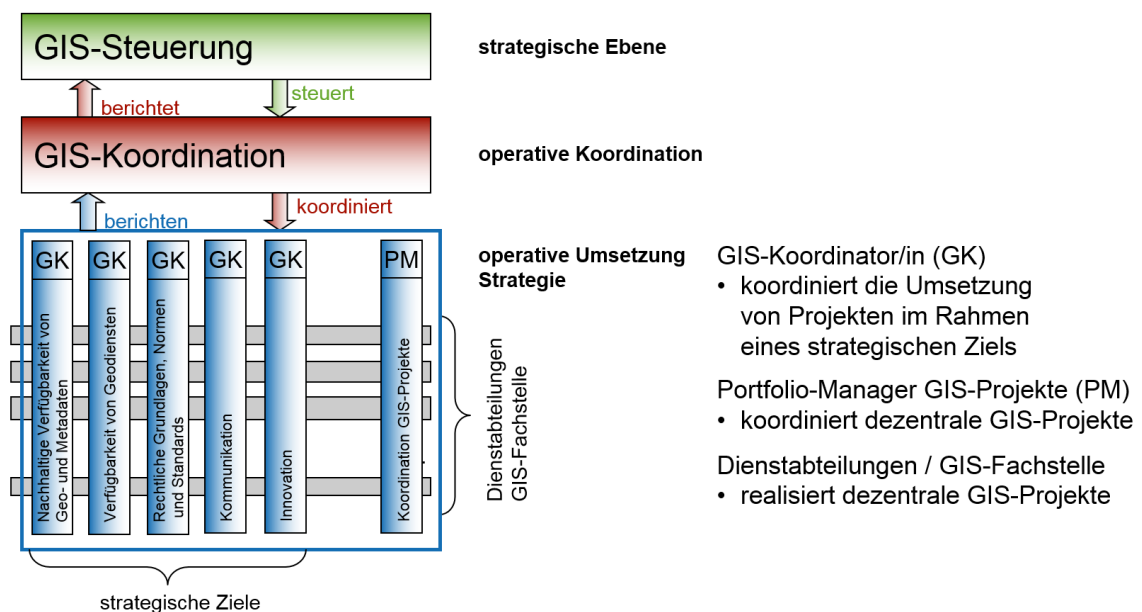 GIS-Steuerung
strategische Ebene
berichtet
steuert
GIS-Koordination
operative Koordination
berichten
koordiniert
GK
GK
GK
GK
GK
PM
Nachhaltige Verfügbarkeit von
Geo- und Metadaten
Verfügbarkeit von Geodiensten
Rechtliche Grundlagen, Normen
und Standards
Kommunikation
Innovation
Koordination GIS-Projekte
operative Umsetzung
Strategie
Dienstabteilungen
GIS-Fachstelle
strategische Ziele
GIS-Koordinator/in (GK)
• koordiniert die Umsetzung
von Projekten im Rahmen
eines strategischen Ziels
Portfolio-Manager GIS-Projekte (PM)
• koordiniert dezentrale GIS-Projekte
Dienstabteilungen / GIS-Fachstelle
• realisiert dezentrale GIS-Projekte